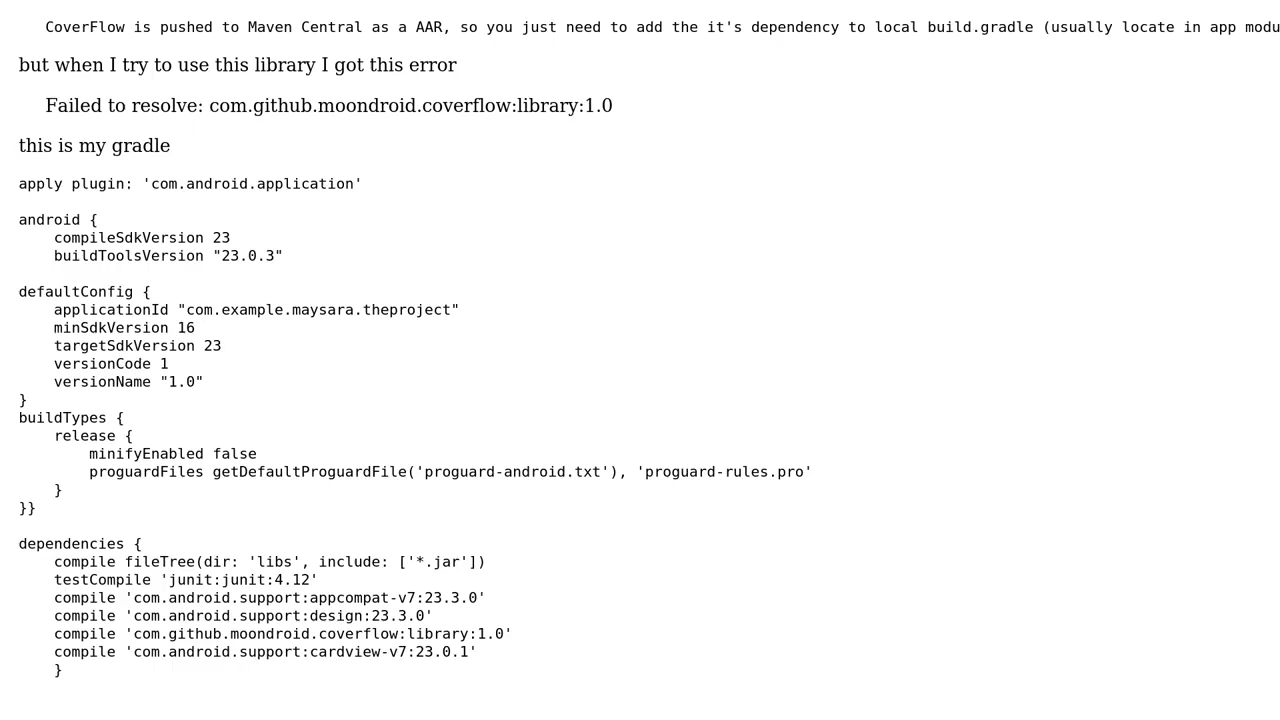 CoverFlow is pushed to Maven Central as a AAR, so you just need to add the it's dependency to local build.gradle (usually locate in app modu
but when I try to use this library I got this error
Failed to resolve: com.github.moondroid.coverflow:library:1.0
this is my gradle
apply plugin: 'com.android.application'
android {
    compileSdkVersion 23
    buildToolsVersion "23.0.3"
defaultConfig {
    applicationId "com.example.maysara.theproject"
    minSdkVersion 16
    targetSdkVersion 23
    versionCode 1
    versionName "1.0"
}
buildTypes {
    release {
        minifyEnabled false
        proguardFiles getDefaultProguardFile('proguard-android.txt'), 'proguard-rules.pro'
    }
}}
dependencies {
    compile fileTree(dir: 'libs', include: ['*.jar'])
    testCompile 'junit:junit:4.12'
    compile 'com.android.support:appcompat-v7:23.3.0'
    compile 'com.android.support:design:23.3.0'
    compile 'com.github.moondroid.coverflow:library:1.0'
    compile 'com.android.support:cardview-v7:23.0.1'
    }